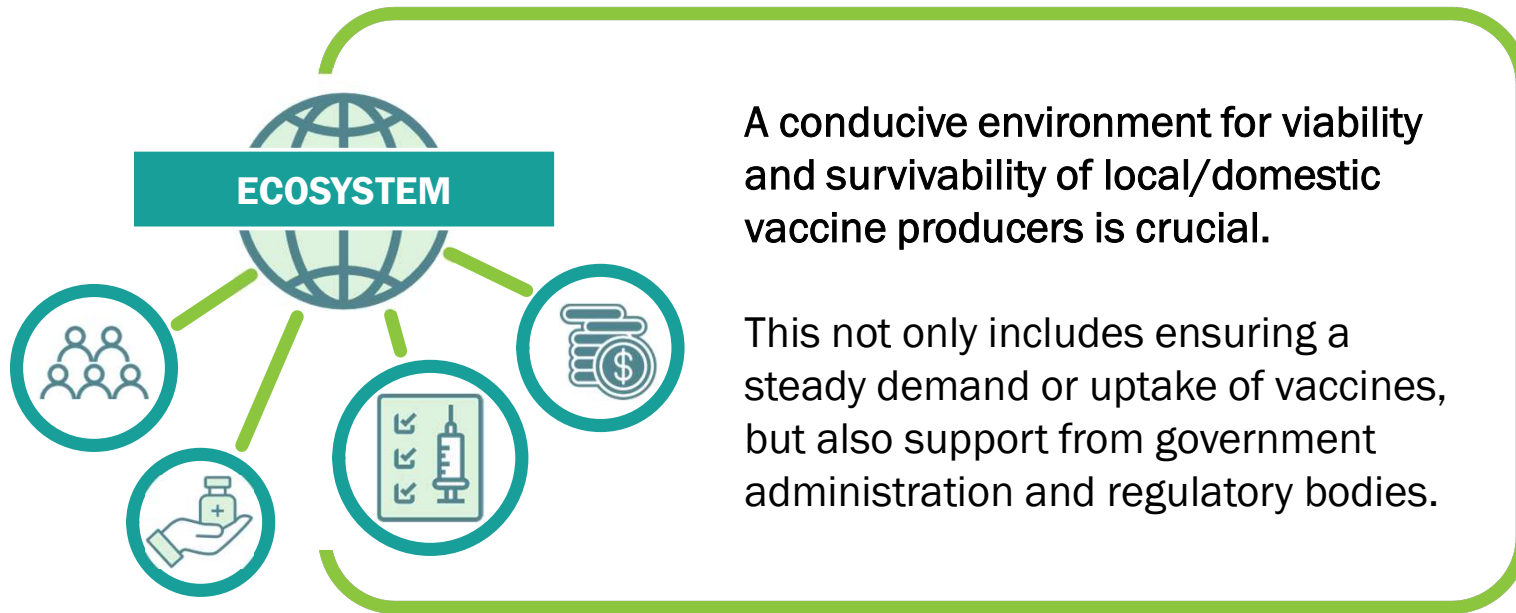 ECOSYSTEM
A conducive environment for viability
and survivability of local/domestic
vaccine producers is crucial.
This not only includes ensuring a
steady demand or uptake of vaccines,
but also support from government
administration and regulatory bodies.
$